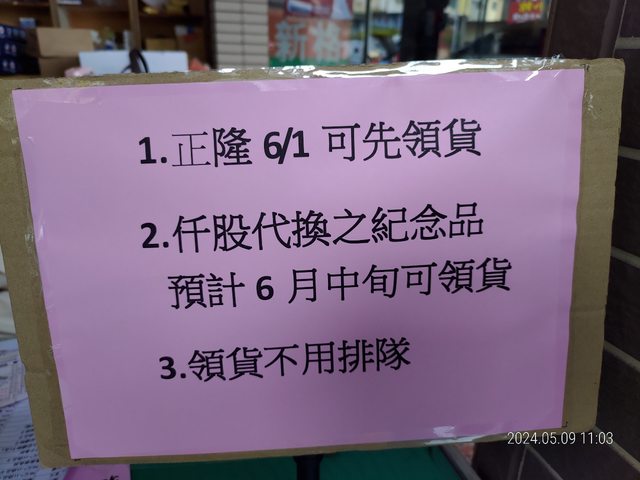 新格
1.正隆 6/1 可先領貨
2.仟股代換之紀念品
預計 6 月中旬可領貨
3.領貨不用排隊
2024.05.09 11:03